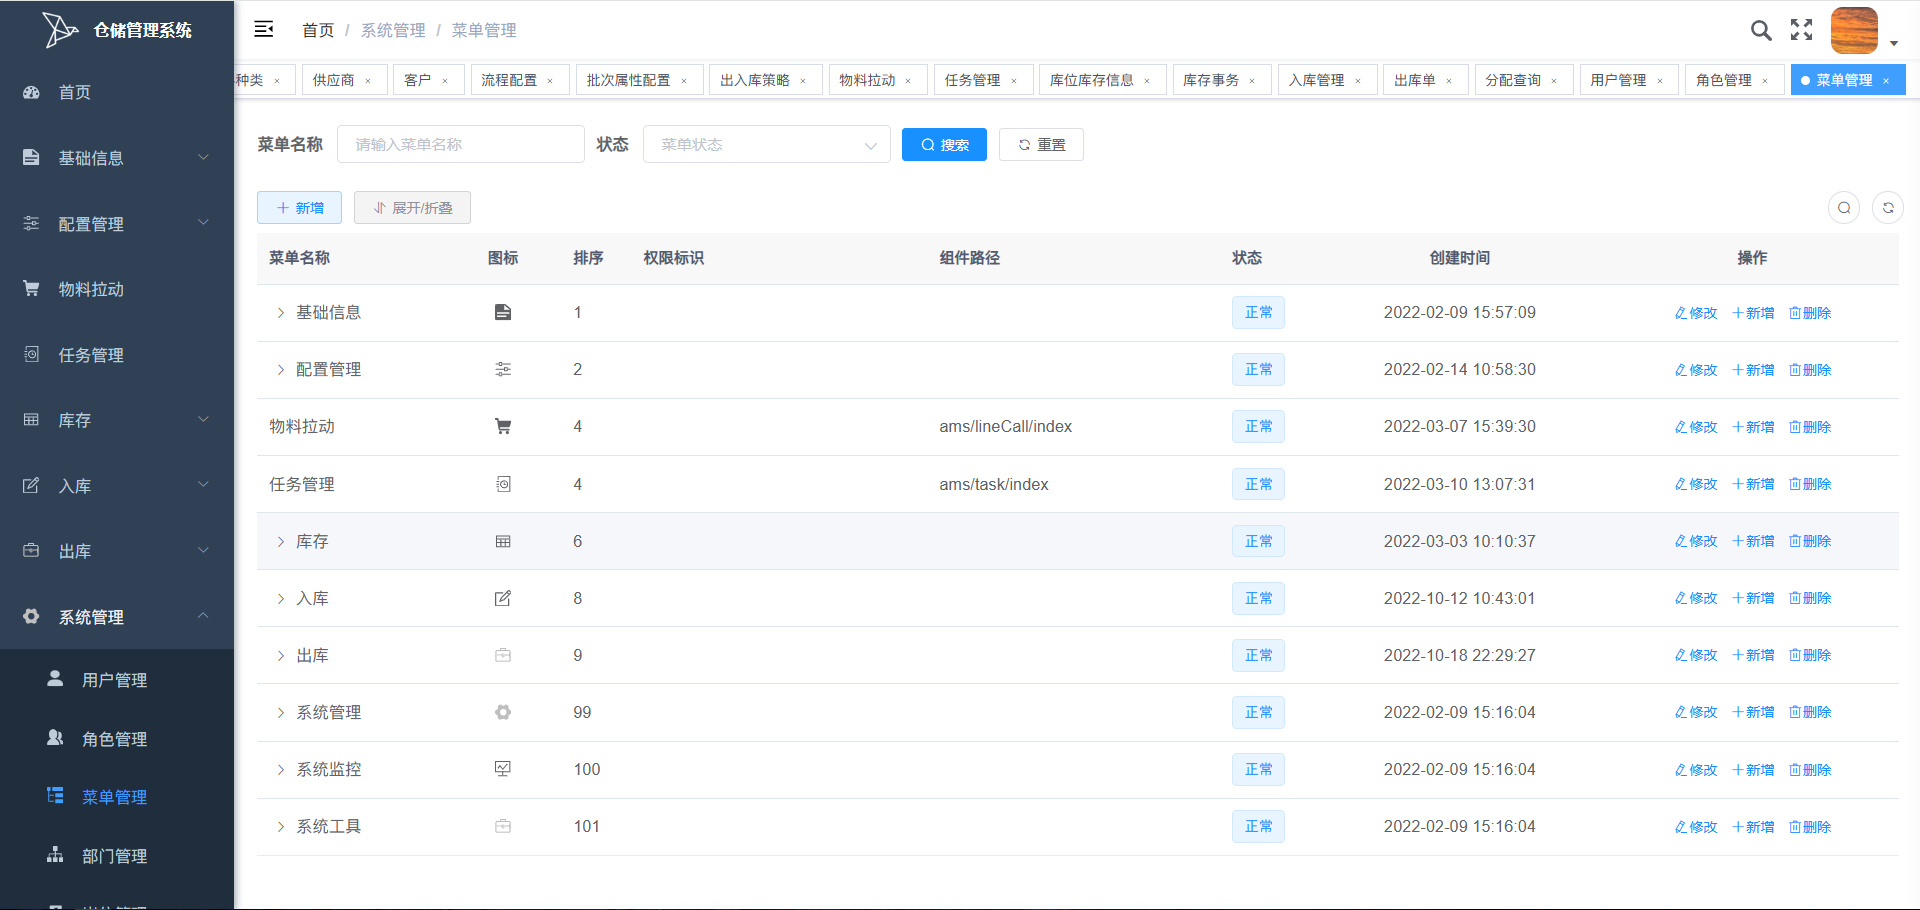 仓储管理系统
首页 / 系统管理 / 菜单管理
种类 × 供应商 × 客户 × 流程配置 × 批次属性配置 × 出入库策略 × 物料拉动 × 任务管理 × 库位库存信息 × 库存事务 × 入库管理 × 出库单 × 分配查询 × 用户管理 × 角色管理 × 菜单管理 ×
首页
基础信息
配置管理
物料拉动
任务管理
库存
入库
出库
系统管理
用户管理
角色管理
菜单管理
部门管理
菜单名称 请输入菜单名称 状态 菜单状态 搜索 重置
新增 展开/折叠
菜单名称 图标 排序 权限标识 组件路径 状态 创建时间 操作
基础信息 1 正常 2022-02-09 15:57:09 修改 新增 删除
配置管理 2 正常 2022-02-14 10:58:30 修改 新增 删除
物料拉动 4 ams/lineCall/index 正常 2022-03-07 15:39:30 修改 新增 删除
任务管理 4 ams/task/index 正常 2022-03-10 13:07:31 修改 新增 删除
库存 6 正常 2022-03-03 10:10:37 修改 新增 删除
入库 8 正常 2022-10-12 10:43:01 修改 新增 删除
出库 9 正常 2022-10-18 22:29:27 修改 新增 删除
系统管理 99 正常 2022-02-09 15:16:04 修改 新增 删除
系统监控 100 正常 2022-02-09 15:16:04 修改 新增 删除
系统工具 101 正常 2022-02-09 15:16:04 修改 新增 删除